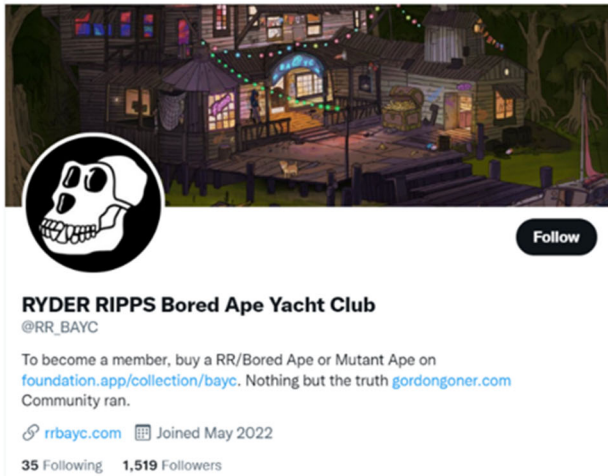 RYDER RIPPS Bored Ape Yacht Club
@RR_BAYC
Follow
To become a member, buy a RR/Bored Ape or Mutant Ape on
foundation.app/collection/bayc. Nothing but the truth gordongoner.com
Community ran.
rrbayc.com Joined May 2022
35 Following 1,519 Followers